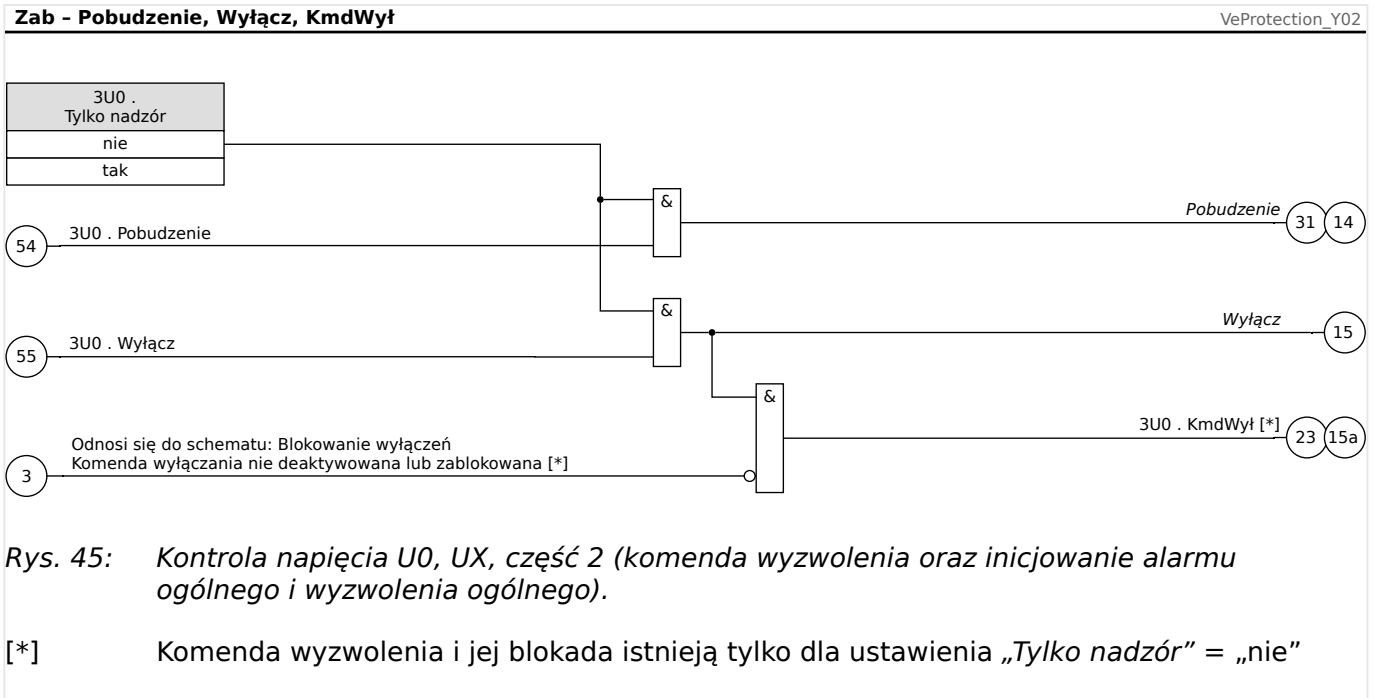 Zab – Pobudzenie, Wyłącz, KmdWył
VeProtection_Y02
3U0 .
Tylko nadzór
nie
tak
&
Pobudzenie
31
14
54
3U0 . Pobudzenie
&
Wyłącz
15
55
3U0 . Wyłącz
&
3U0 . KmdWył [*]
23
15a
Odnosi się do schematu: Blokowanie wyłączeń
Komenda wyłączania nie deaktywowana lub zablokowana [*]
3
Rys. 45: Kontrola napięcia U0, UX, część 2 (komenda wyzwolenia oraz inicjowanie alarmu
ogólnego i wyzwolenia ogólnego).
[*] Komenda wyzwolenia i jej blokada istnieją tylko dla ustawienia „Tylko nadzór” = „nie”